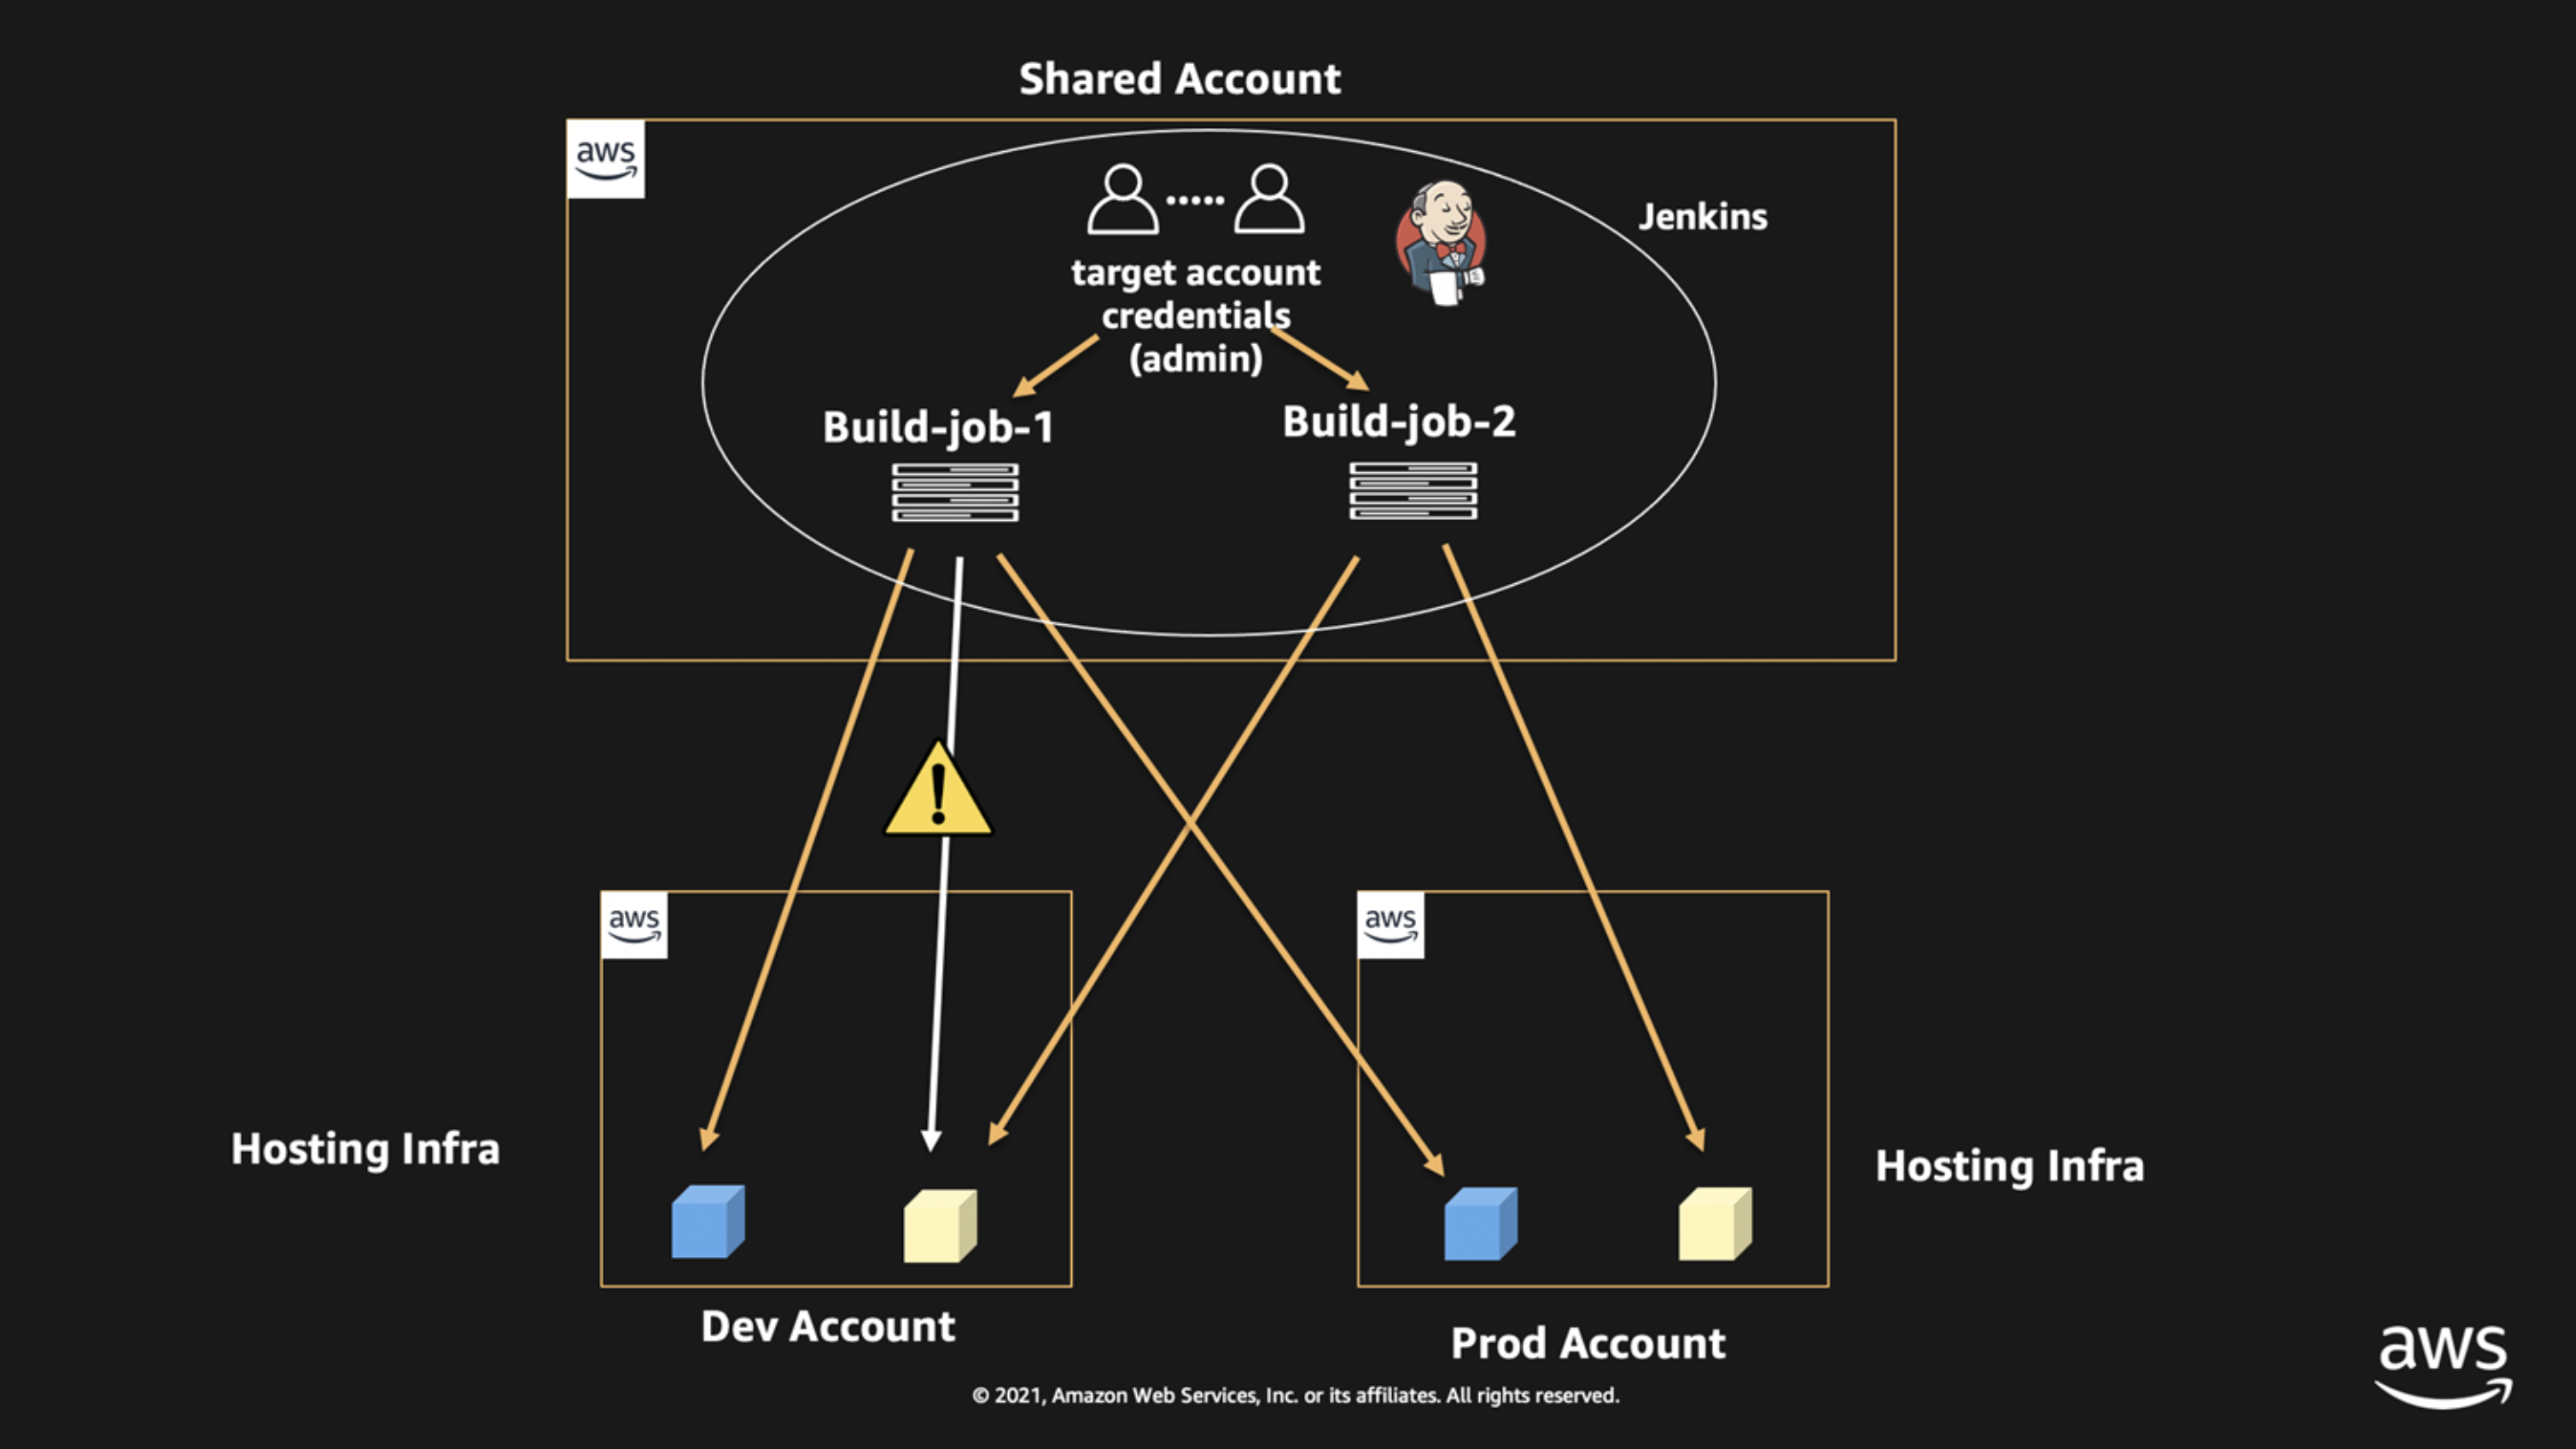 Shared Account
aws
Jenkins
target account
credentials
(admin)
Build-job-1
Build-job-2
aws
aws
Hosting Infra
Hosting Infra
Dev Account
Prod Account
© 2021, Amazon Web Services, Inc. or its affiliates. All rights reserved.
aws